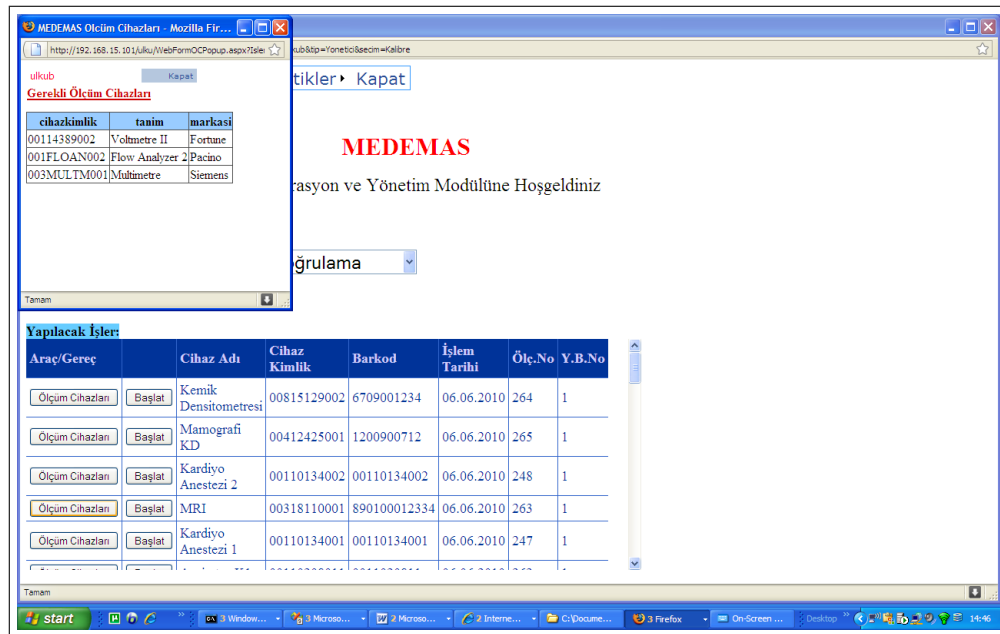 MEDEMAS Olcüm Cihazları - Mozilla Fir...
http://192.168.15.101/ulku/WebFormOCPopup.aspx?Isler
ulkub
Kapat
Gerekli Ölçüm Cihazları
cihazkimlik tanim markasi
00114389002 Voltmetre II Fortune
001FLOAN002 Flow Analyzer 2 Pacino
003MULTM001 Multimetre Siemens
Tamam
kub&tip=Yonetici&secim=Kalibre
tikler Kapat
MEDEMAS
rasyon ve Yönetim Modülüne Hoşgeldiniz
oğrulama
Yapılacak İşler:
Araç/Gereç Cihaz Adı Cihaz Kimlik Barkod İşlem Tarihi Ölç.No Y.B.No
Ölçüm Cihazları Başlat Kemik Densitometresi 00815129002 6709001234 06.06.2010 264 1
Ölçüm Cihazları Başlat Mamografi KD 00412425001 1200900712 06.06.2010 265 1
Ölçüm Cihazları Başlat Kardiyo Anestezi 2 00110134002 00110134002 06.06.2010 248 1
Ölçüm Cihazları Başlat MRI 00318110001 890100012334 06.06.2010 263 1
Ölçüm Cihazları Başlat Kardiyo Anestezi 1 00110134001 00110134001 06.06.2010 247 1
Tamam
start 3 Window... 3 Microso... 2 Microso... 2 Interne... C:\Docume... 3 Firefox On-Screen ... Desktop 14:46